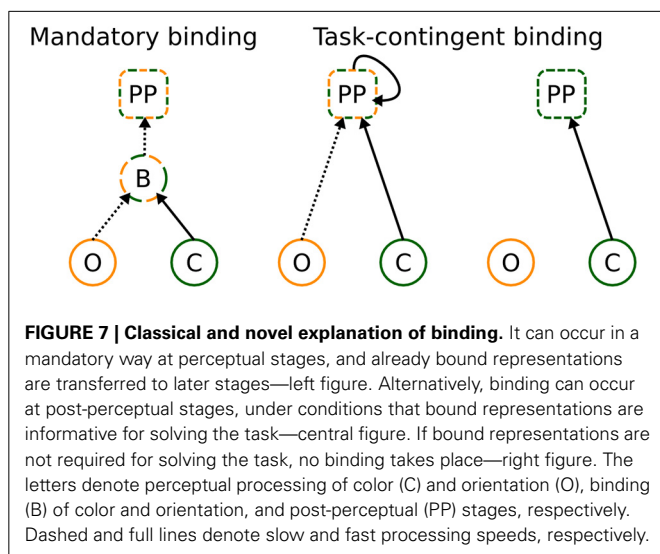 Mandatory binding Task-contingent binding
PP PP PP
B
O C O C O C
FIGURE 7 | Classical and novel explanation of binding. It can occur in a
mandatory way at perceptual stages, and already bound representations
are transferred to later stages—left figure. Alternatively, binding can occur
at post-perceptual stages, under conditions that bound representations are
informative for solving the task—central figure. If bound representations are
not required for solving the task, no binding takes place—right figure. The
letters denote perceptual processing of color (C) and orientation (O), binding
(B) of color and orientation, and post-perceptual (PP) stages, respectively.
Dashed and full lines denote slow and fast processing speeds, respectively.